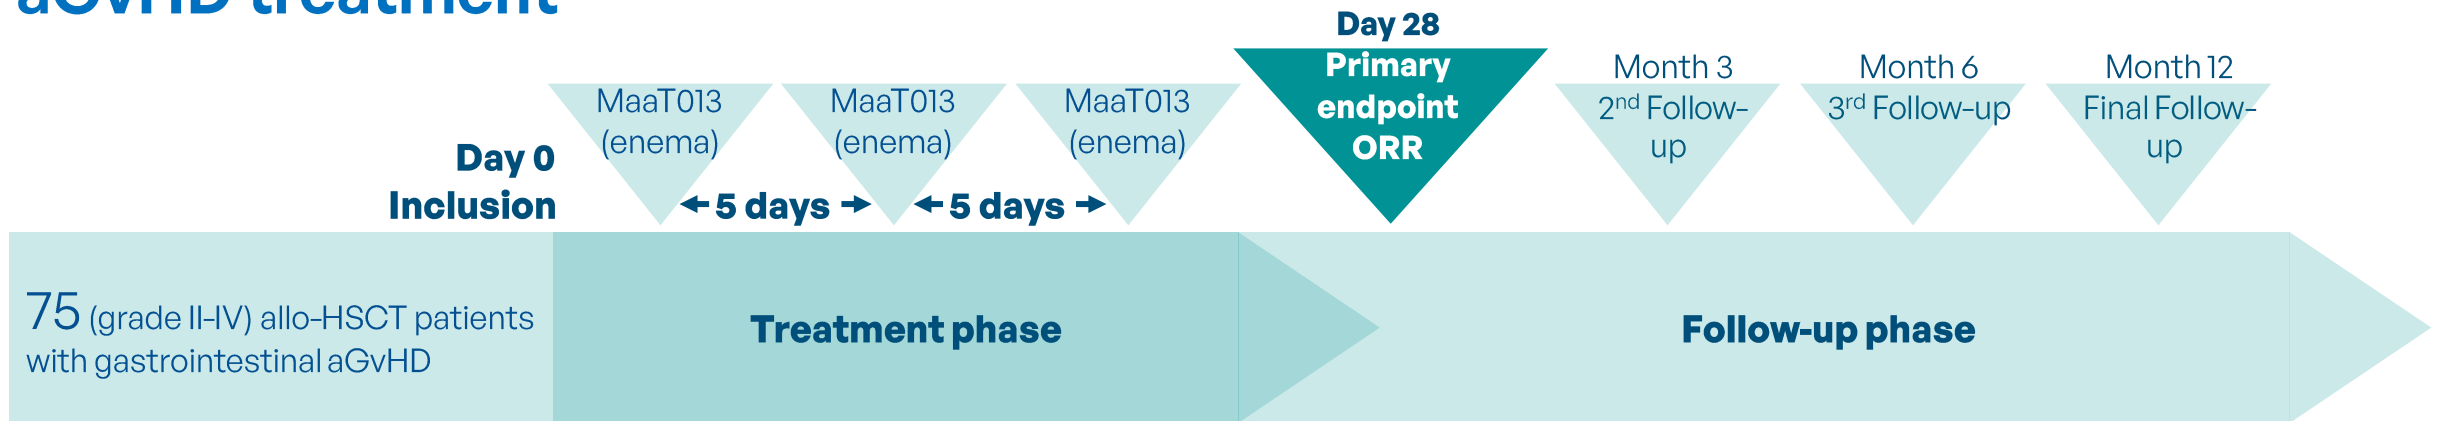 aGvHD treatment
Day 0
Inclusion
MaaT013
(enema)
MaaT013
(enema)
MaaT013
(enema)
5 days
5 days
Day 28
Primary
endpoint
ORR
Month 3
2nd Follow-
up
Month 6
3rd Follow-up
Month 12
Final Follow-
up
75 (grade II-IV) allo-HSCT patients
with gastrointestinal aGvHD
Treatment phase
Follow-up phase